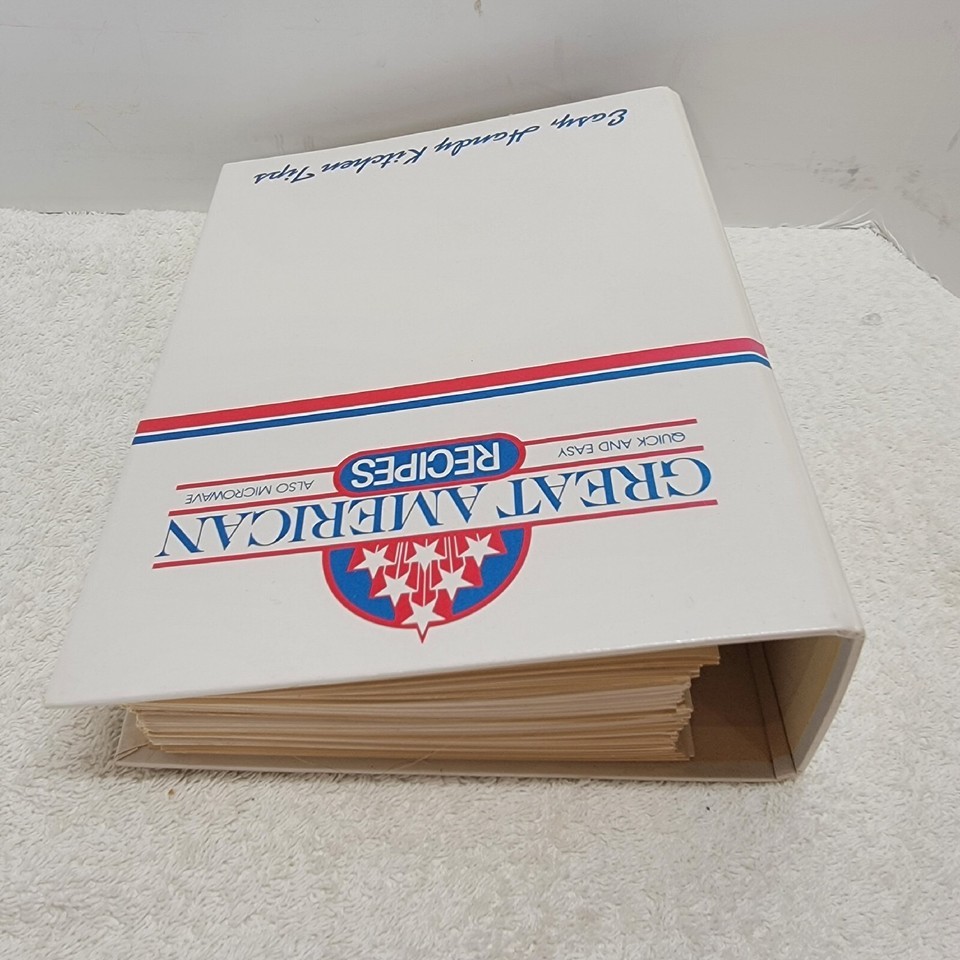 GREAT AMERICAN
QUICK AND EASY RECIPES ALSO MICROWAVE
Easy, Handy Kitchen Tips